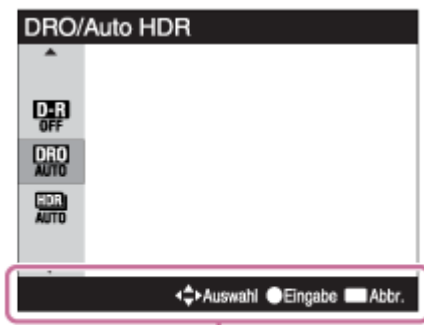 DRO/Auto HDR
D-R
OFF
DRO
AUTO
HDR
AUTO
Auswahl Eingabe Abbr.